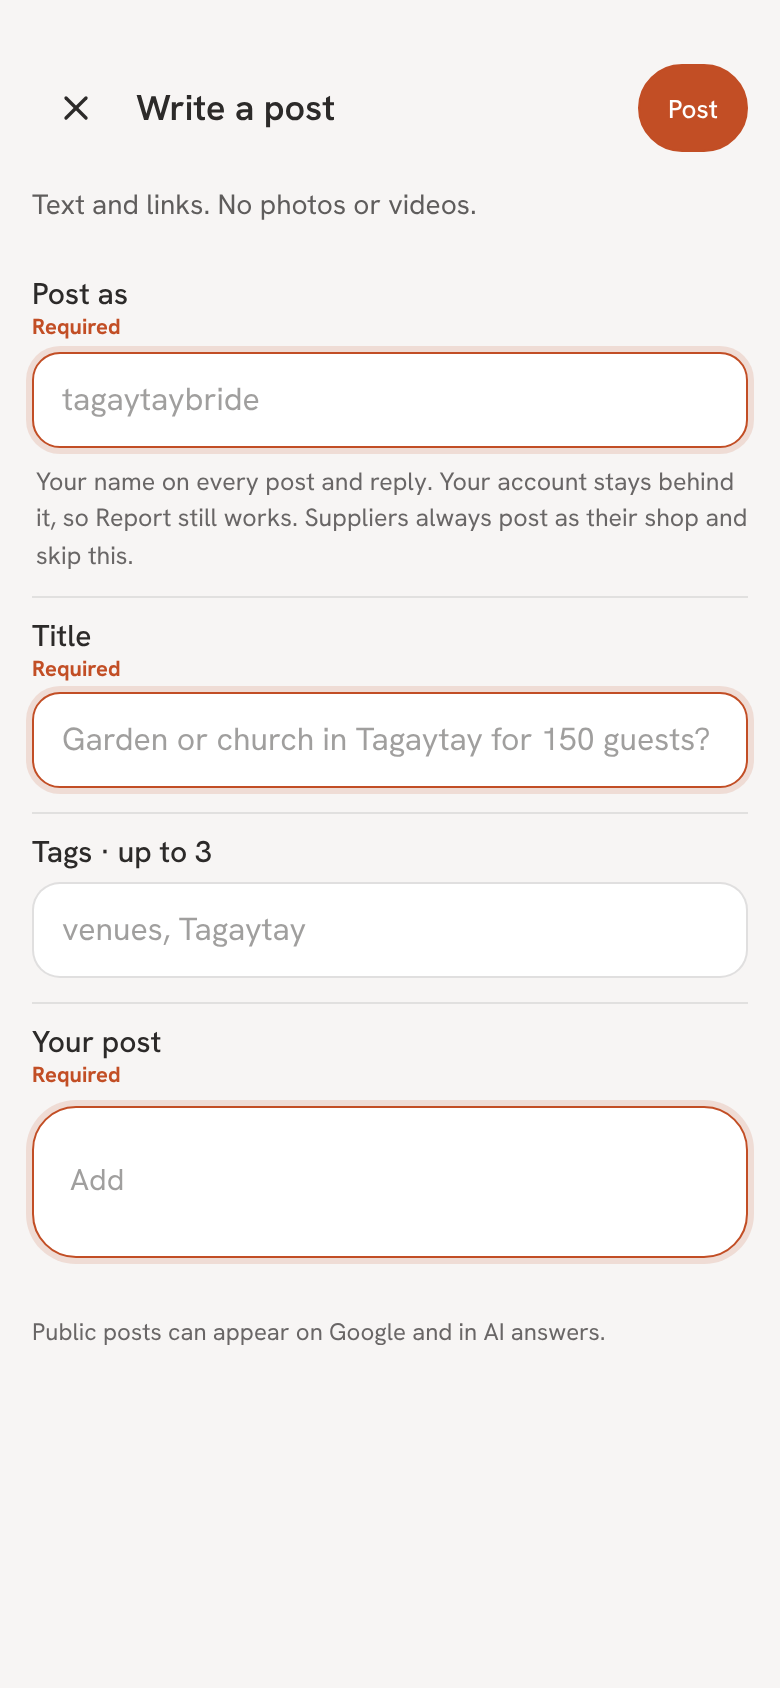 Write a post
Post
Text and links. No photos or videos.
Post as
Required
tagaytaybride
Your name on every post and reply. Your account stays behind
it, so Report still works. Suppliers always post as their shop and
skip this.
Title
Required
Garden or church in Tagaytay for 150 guests?
Tags · up to 3
venues, Tagaytay
Your post
Required
Add
Public posts can appear on Google and in AI answers.